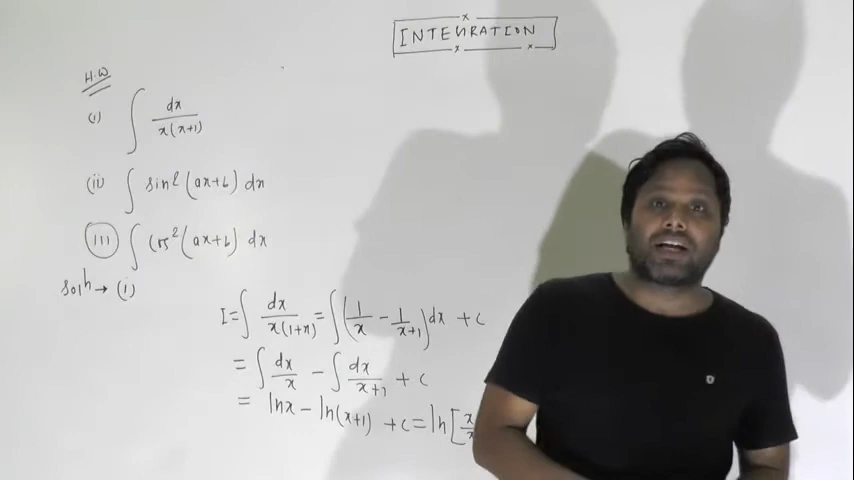 INTEGRATION
H.W
(i) ∫ dx / x(x+1)
(ii) ∫ sin² (ax+b) dx
(iii) ∫ cos² (ax+b) dx
Solⁿ → (i)
I = ∫ dx / x(1+x) = ∫ (1/x - 1/x+1) dx + c
= ∫ dx/x - ∫ dx/x+1 + c
= lnx - ln(x+1) + c = ln [x/x